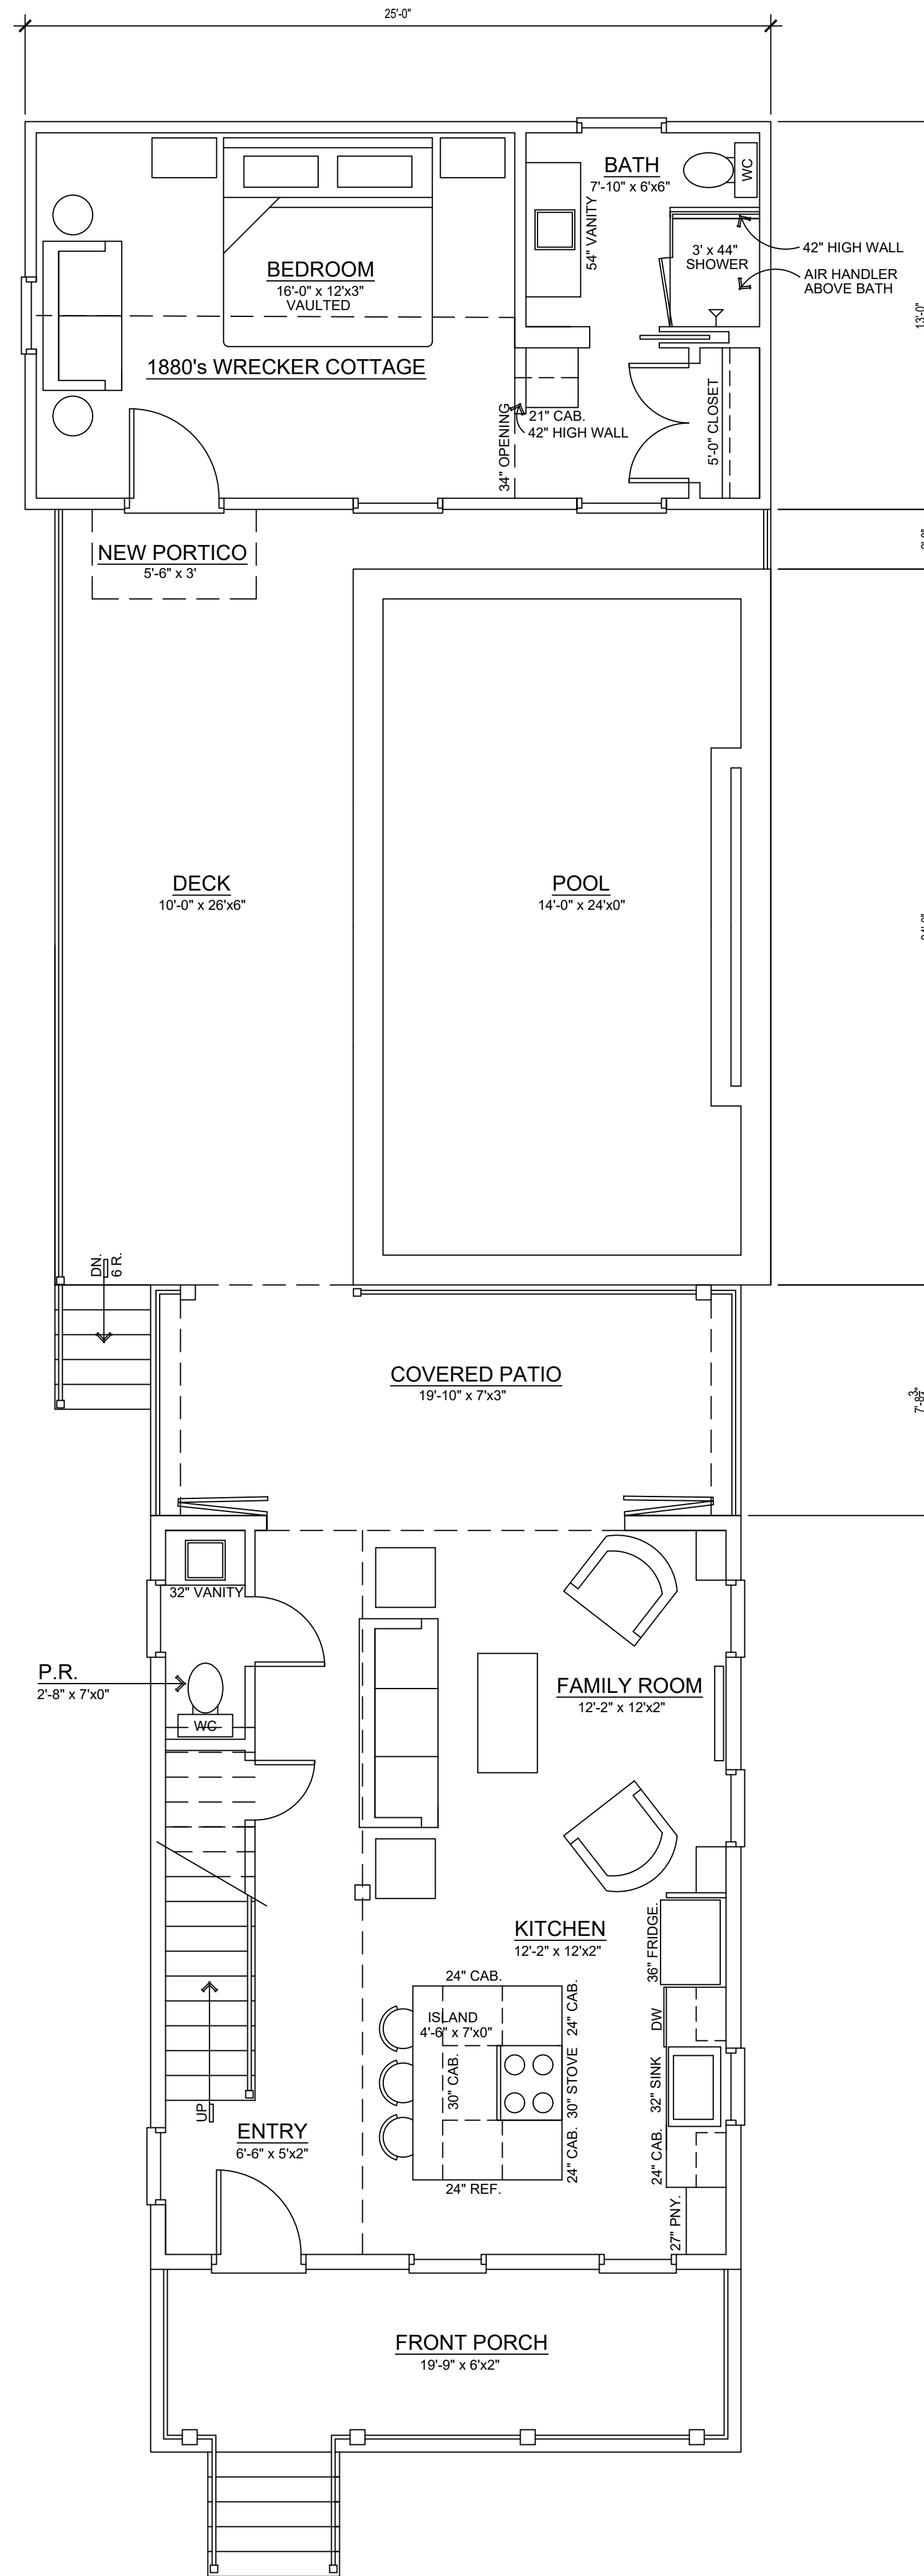 25'-0"
BATH
7'-10" x 6'x6"
WC
54" VANITY
3' x 44"
SHOWER
42" HIGH WALL
AIR HANDLER
ABOVE BATH
BEDROOM
16'-0" x 12'x3"
VAULTED
13'-0"
1880's WRECKER COTTAGE
34" OPENING
21" CAB.
42" HIGH WALL
5'-0" CLOSET
NEW PORTICO
5'-6" x 3'
DECK
10'-0" x 26'x6"
POOL
14'-0" x 24'x0"
DN.
6 R.
COVERED PATIO
19'-10" x 7'x3"
32" VANITY
P.R.
2'-8" x 7'x0"
WC
FAMILY ROOM
12'-2" x 12'x2"
KITCHEN
12'-2" x 12'x2"
36" FRIDGE.
24" CAB.
ISLAND
4'-6" x 7'x0"
24" CAB.
DW
30" CAB.
30" STOVE
32" SINK
UP
ENTRY
6'-6" x 5'x2"
24" CAB.
24" CAB.
24" REF.
27" PNY.
FRONT PORCH
19'-9" x 6'x2"